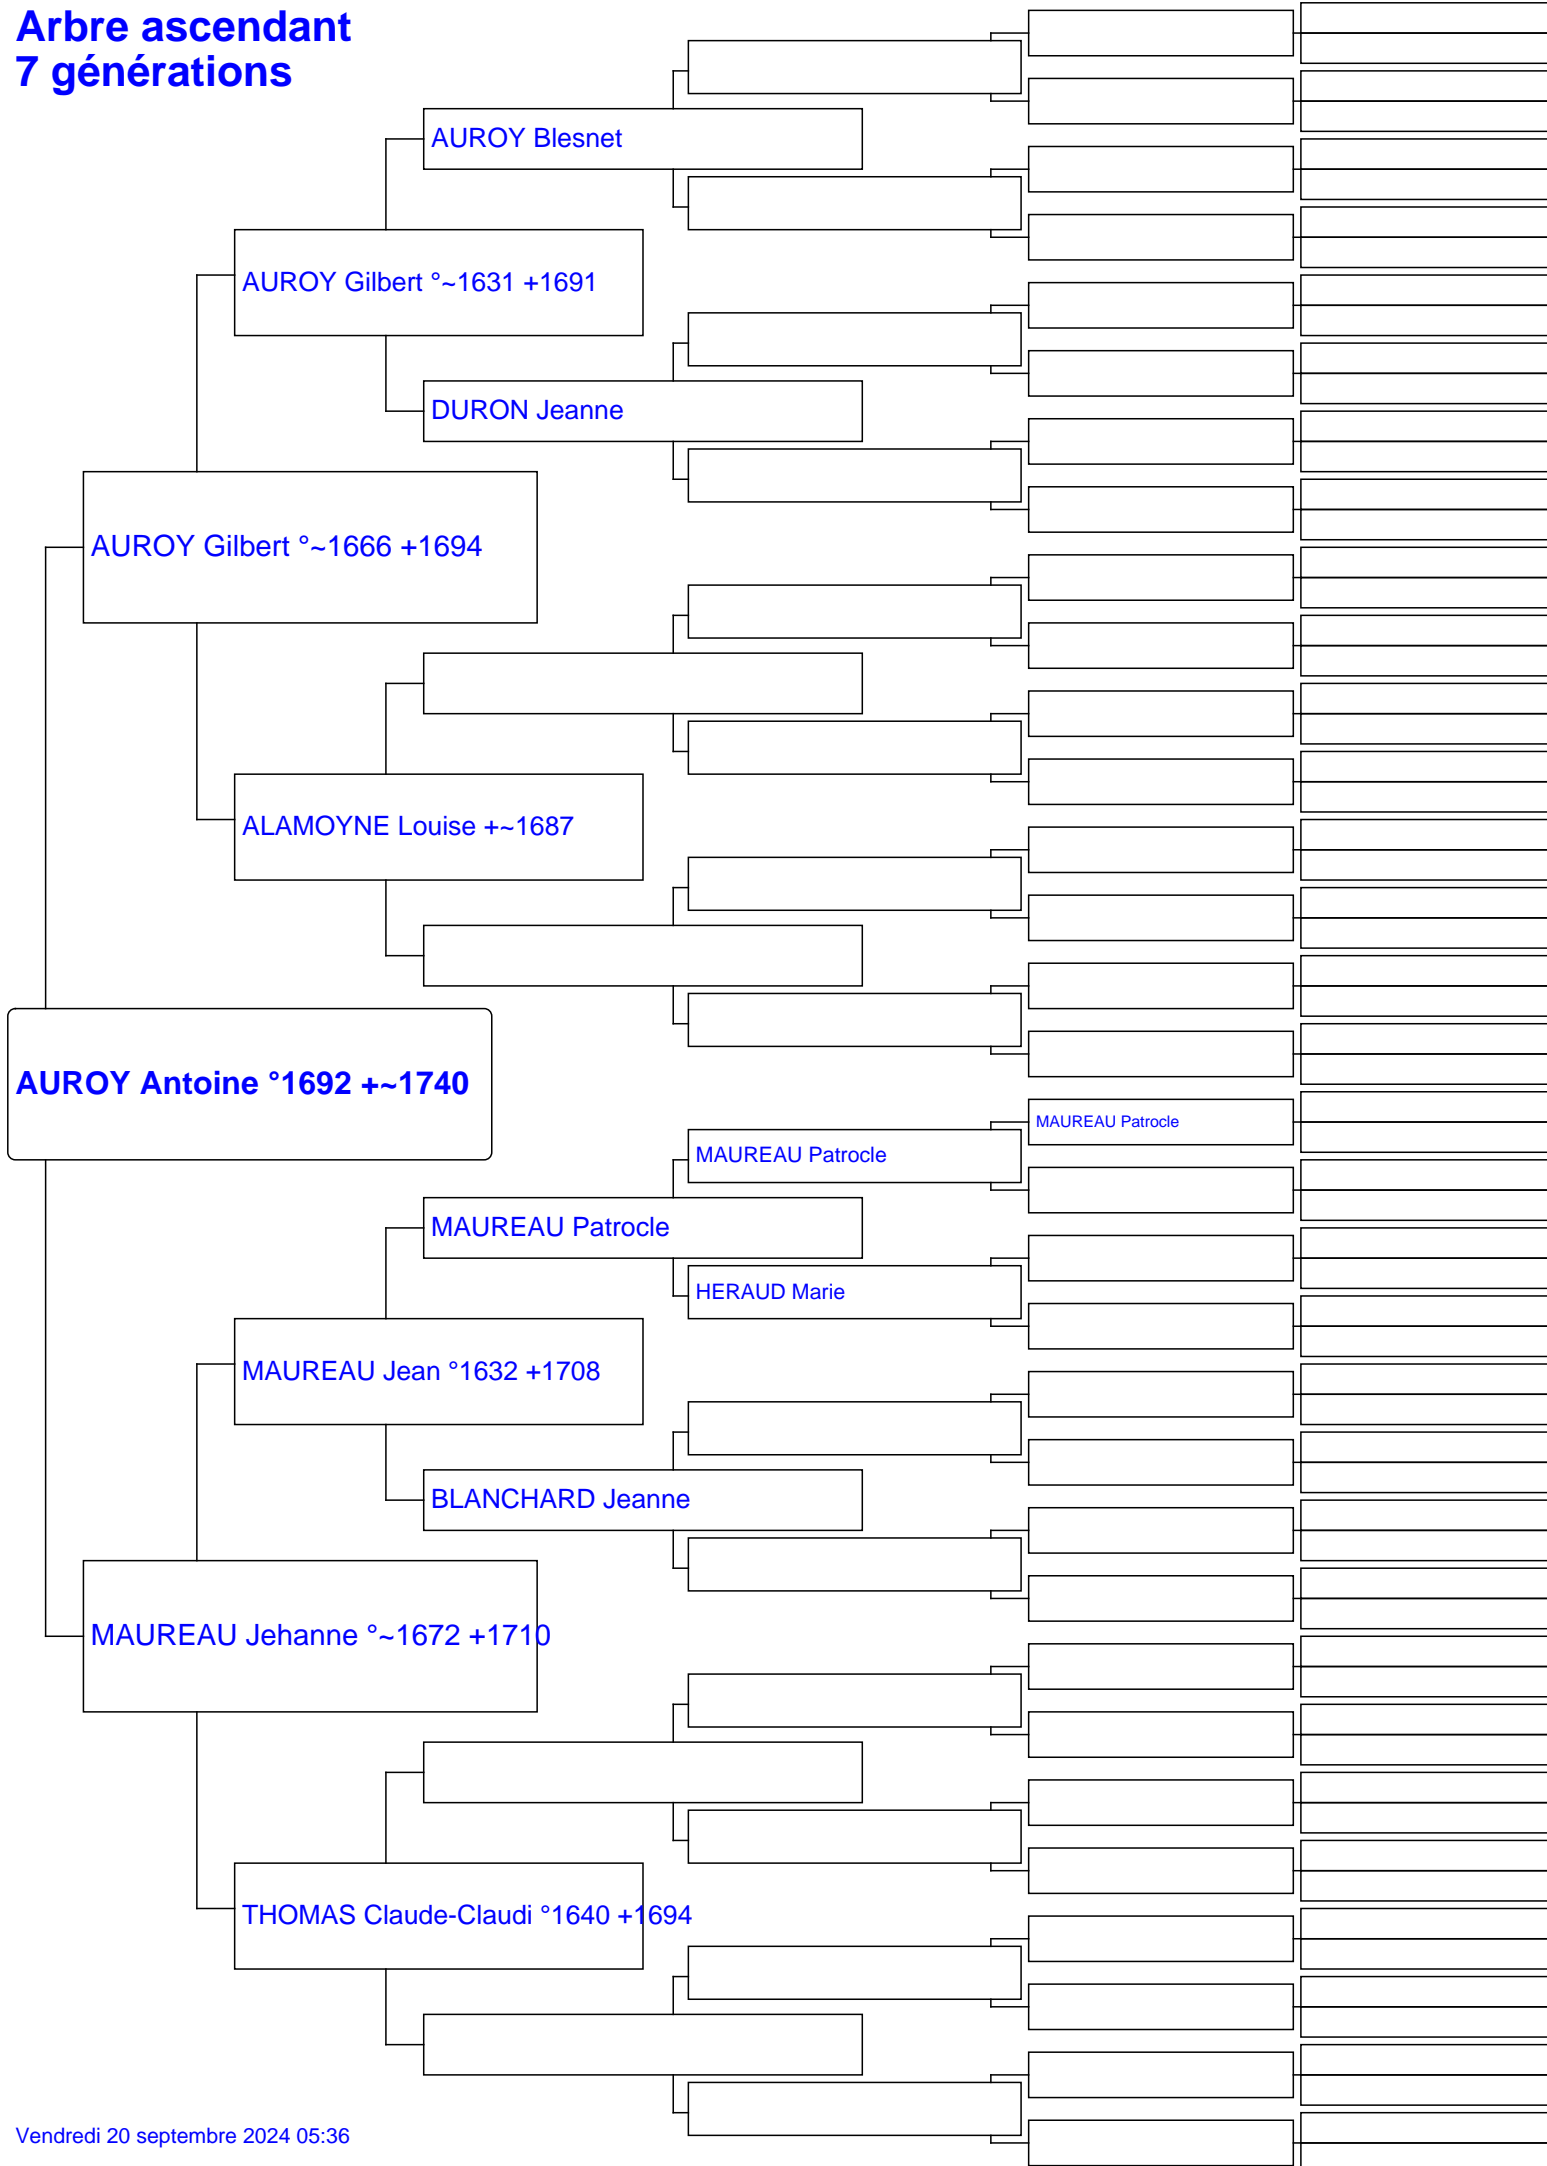 Arbre ascendant
7 générations
AUROY Blesnet
AUROY Gilbert °~1631 +1691
DURON Jeanne
AUROY Gilbert °~1666 +1694
ALAMOYNE Louise +~1687
AUROY Antoine °1692 +~1740
MAUREAU Patrocle
MAUREAU Patrocle
MAUREAU Patrocle
HERAUD Marie
MAUREAU Jean °1632 +1708
BLANCHARD Jeanne
MAUREAU Jehanne °~1672 +1710
THOMAS Claude-Claudi °1640 +1694
Vendredi 20 septembre 2024 05:36